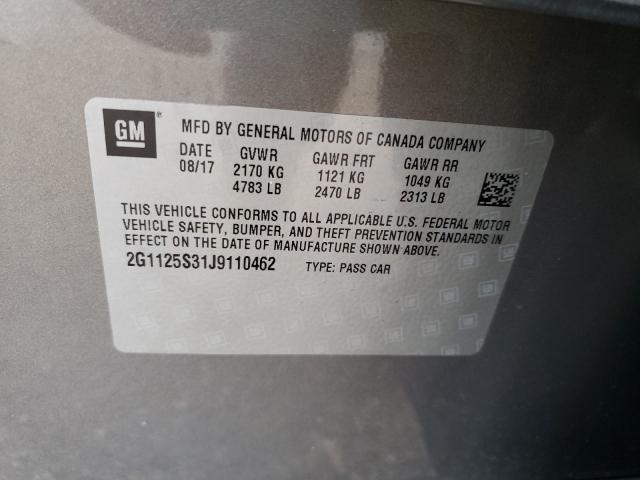 GM®
MFD BY GENERAL MOTORS OF CANADA COMPANY
DATE GVWR GAWR FRT GAWR RR
08/17 2170 KG 1121 KG 1049 KG
4783 LB 2470 LB 2313 LB
THIS VEHICLE CONFORMS TO ALL APPLICABLE U.S. FEDERAL MOTOR
VEHICLE SAFETY, BUMPER, AND THEFT PREVENTION STANDARDS IN
EFFECT ON THE DATE OF MANUFACTURE SHOWN ABOVE.
2G1125S31J9110462 TYPE: PASS CAR